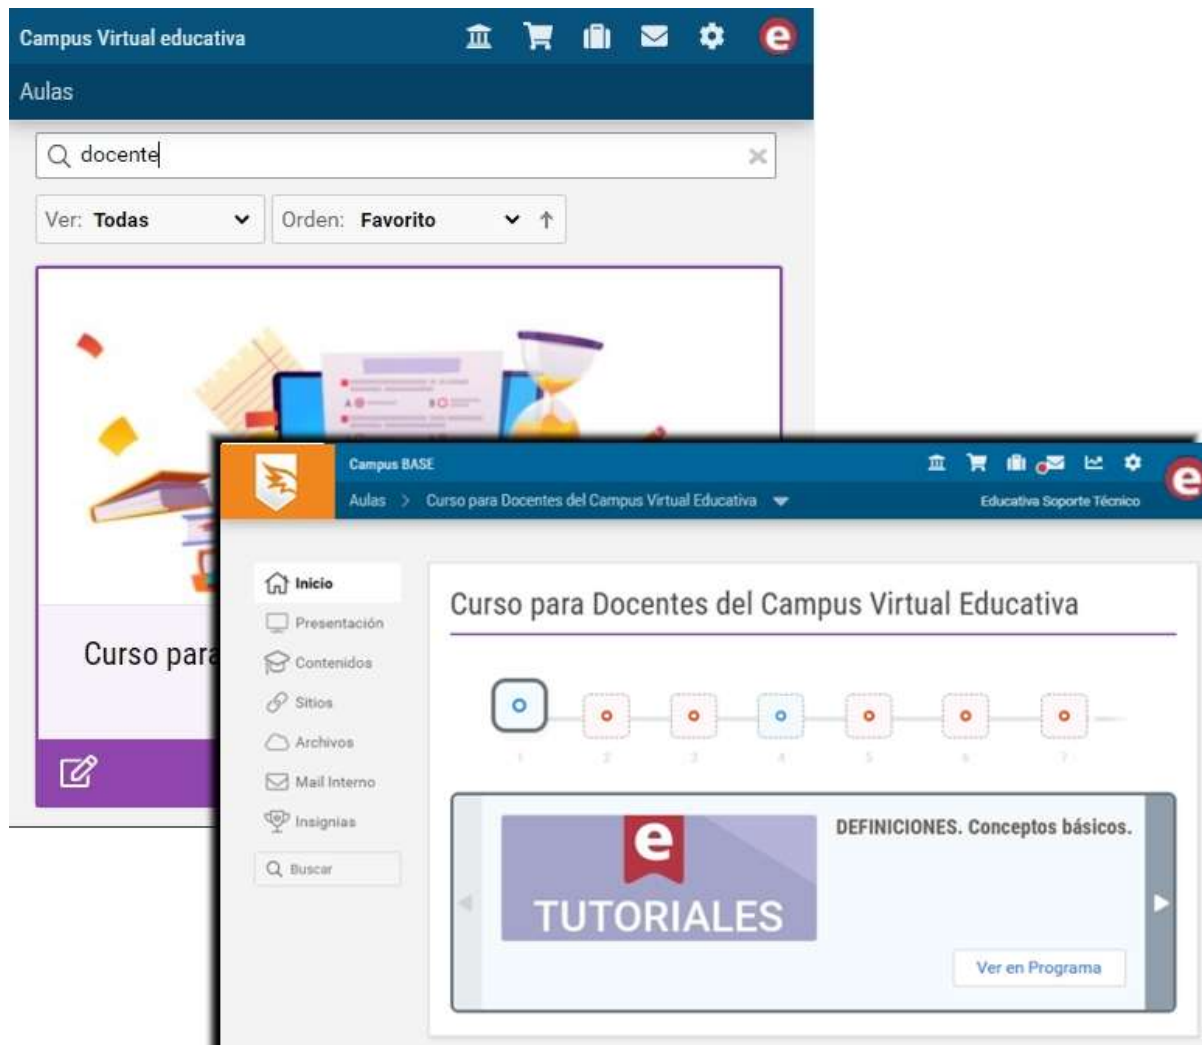 Campus Virtual educativa
e
Aulas
docente
Ver: Todas
Orden: Favorito
A
B
Curso para
Campus BASE
Aulas > Curso para Docentes del Campus Virtual Educativa
Educativa Soporte Técnico
e
Inicio
Presentación
Contenidos
Sitios
Archivos
Mail Interno
Insignias
Buscar
Curso para Docentes del Campus Virtual Educativa
1 2 3 4 5 6 7
e
TUTORIALES
DEFINICIONES. Conceptos básicos.
Ver en Programa